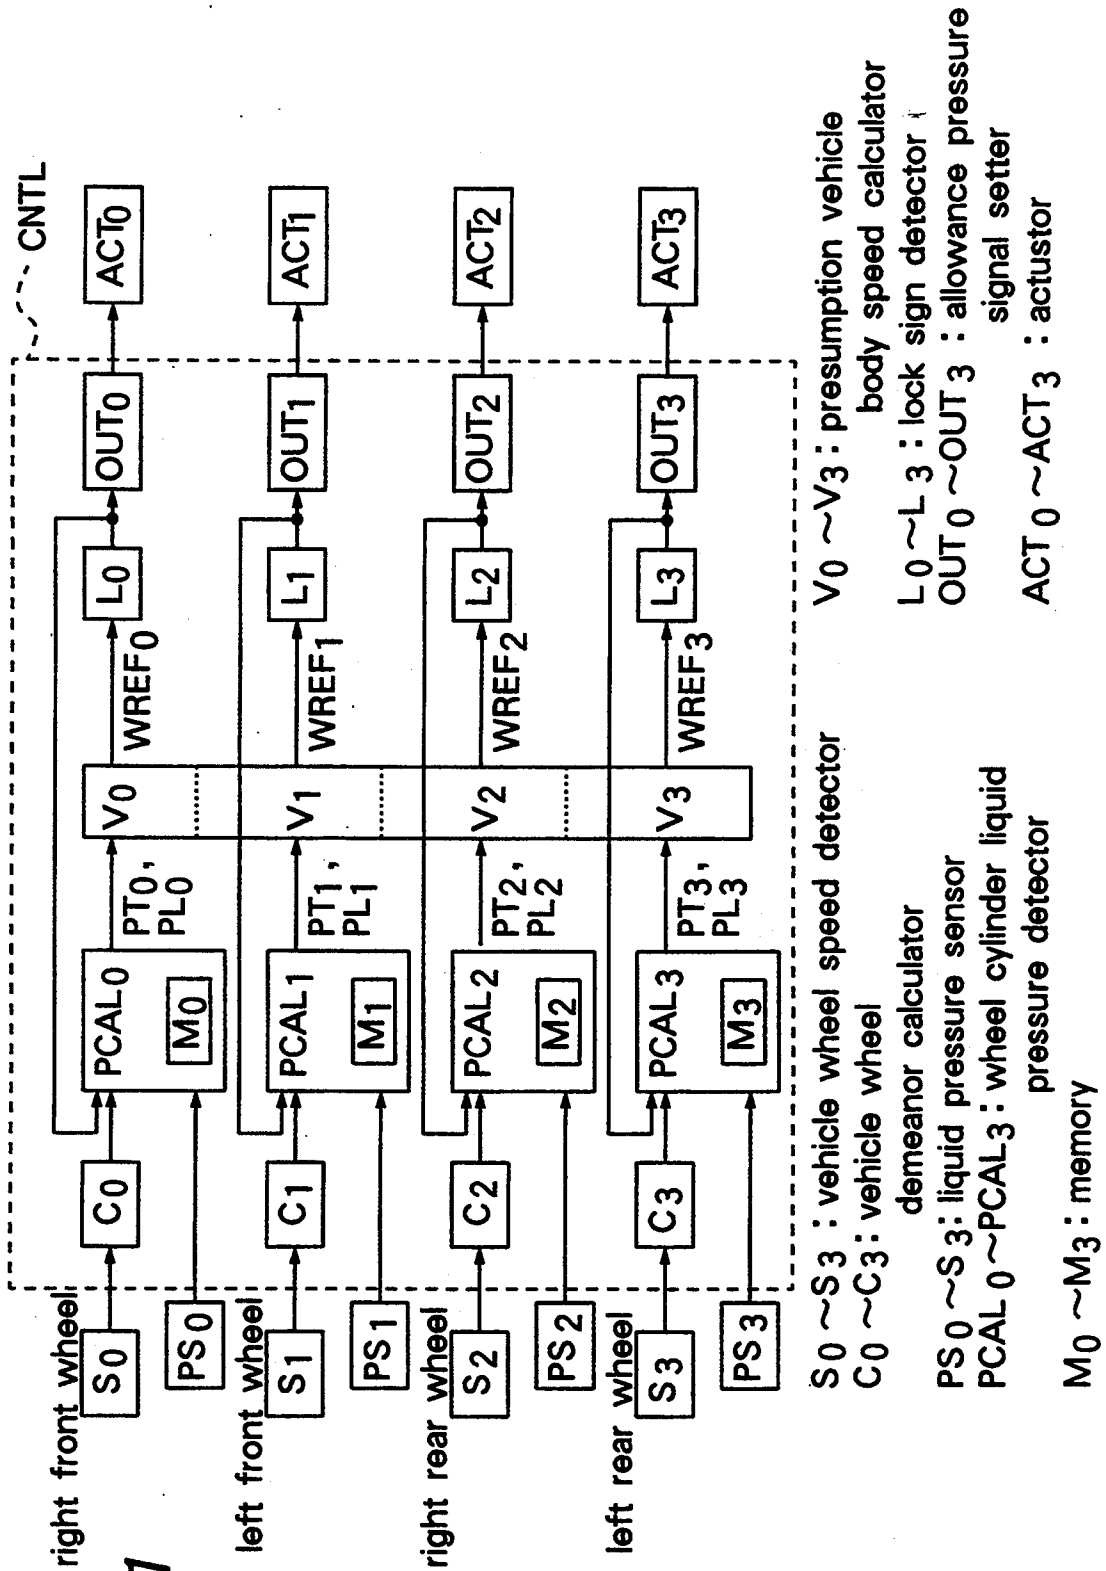 1
CNTL
right front wheel
S0
C0
PCAL0
M0
PS0
PT0,
PL0
V0
WREF0
L0
OUT0
ACT0
left front wheel
S1
C1
PCAL1
M1
PS1
PT1,
PL1
V1
WREF1
L1
OUT1
ACT1
right rear wheel
S2
C2
PCAL2
M2
PS2
PT2,
PL2
V2
WREF2
L2
OUT2
ACT2
left rear wheel
S3
C3
PCAL3
M3
PS3
PT3,
PL3
V3
WREF3
L3
OUT3
ACT3
S0 ~S3 : vehicle wheel speed detector
C0 ~C3 : vehicle wheel
demeanor calculator
PS0 ~S3 : liquid pressure sensor
PCAL0 ~PCAL3 : wheel cylinder liquid
pressure detector
M0 ~M3 : memory
V0 ~V3 : presumption vehicle
body speed calculator
L0 ~L3 : lock sign detector
OUT0 ~OUT3 : allowance pressure
signal setter
ACT0 ~ACT3 : actustor